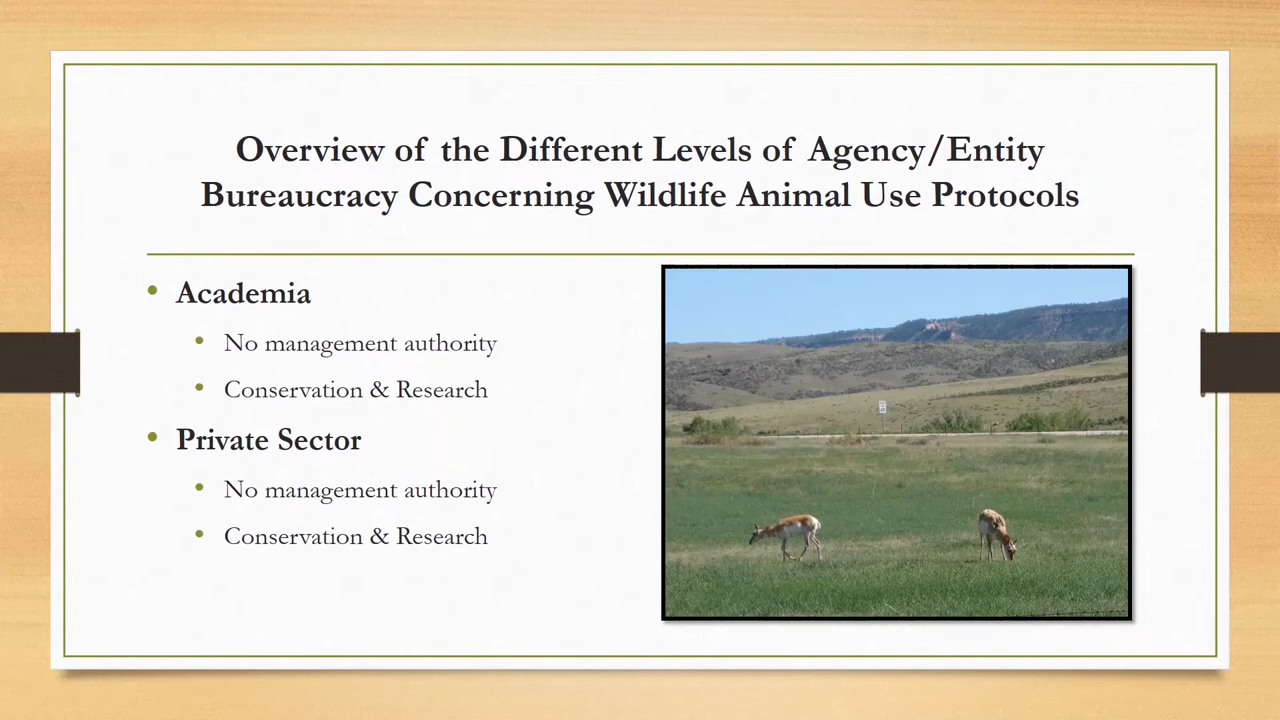 Overview of the Different Levels of Agency/Entity
Bureaucracy Concerning Wildlife Animal Use Protocols
• Academia
• No management authority
• Conservation & Research
• Private Sector
• No management authority
• Conservation & Research